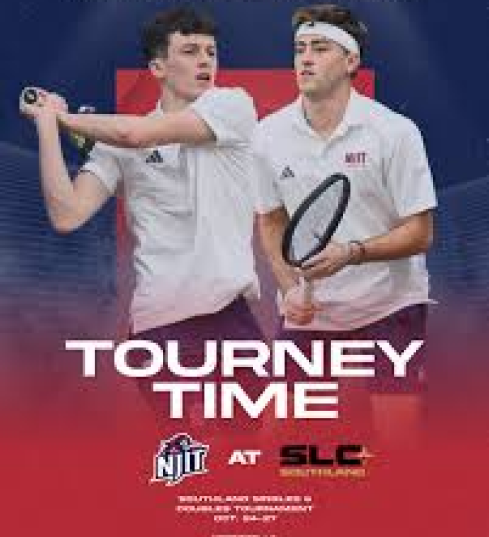 NJIT
TOURNEY
TIME
NJIT AT SLC
SOUTHLAND
SOUTHLAND SINGLES &
DOUBLES TOURNAMENT
OCT. 24-27